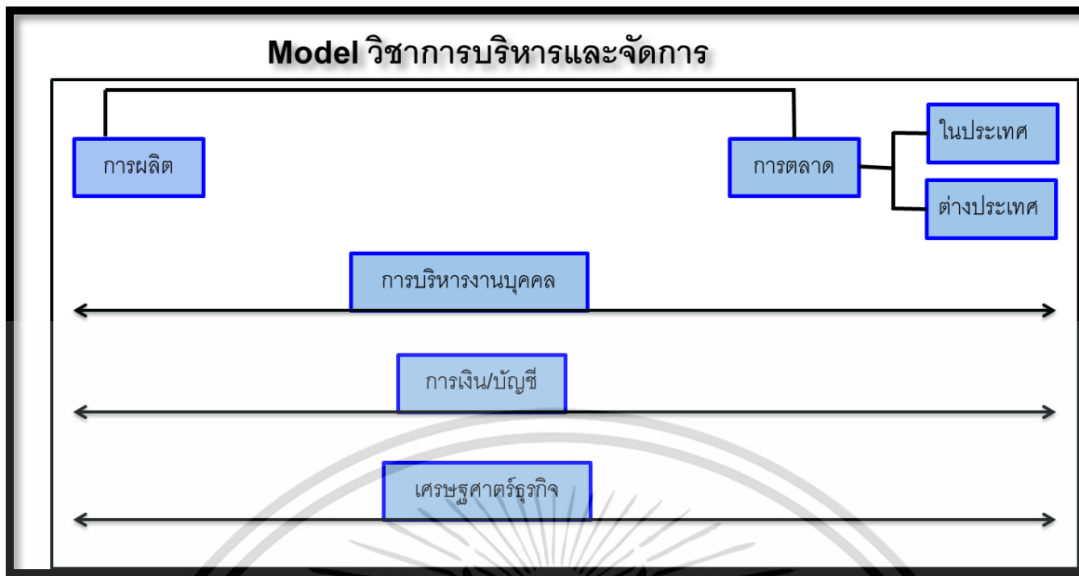 Model วิชาการบริหารและจัดการ
การผลิต
การตลาด
ในประเทศ
ต่างประเทศ
การบริหารงานบุคคล
การเงิน/บัญชี
เศรษฐศาตร์ธุรกิจ